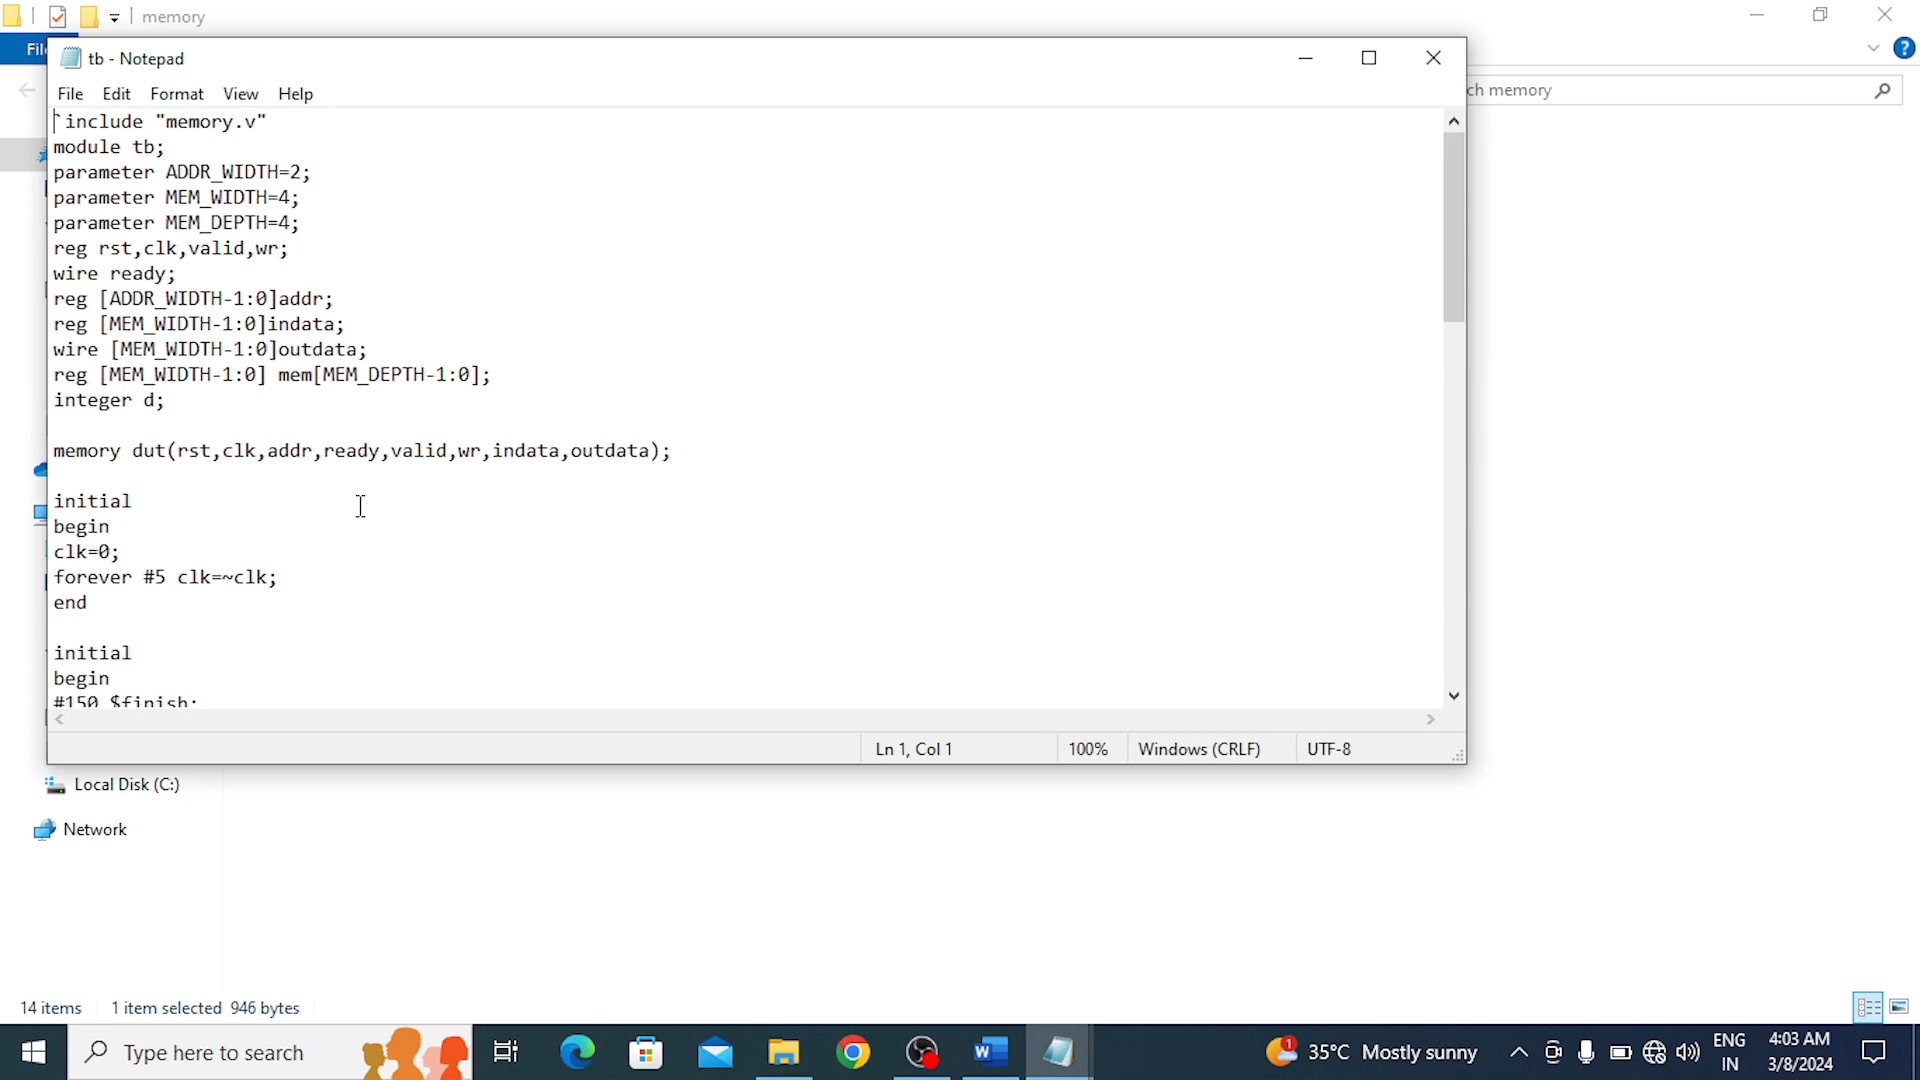 memory
File
tb - Notepad
File Edit Format View Help
ch memory
`include "memory.v"
module tb;
parameter ADDR_WIDTH=2;
parameter MEM_WIDTH=4;
parameter MEM_DEPTH=4;
reg rst,clk,valid,wr;
wire ready;
reg [ADDR_WIDTH-1:0]addr;
reg [MEM_WIDTH-1:0]indata;
wire [MEM_WIDTH-1:0]outdata;
reg [MEM_WIDTH-1:0] mem[MEM_DEPTH-1:0];
integer d;
memory dut(rst,clk,addr,ready,valid,wr,indata,outdata);
initial
begin
clk=0;
forever #5 clk=~clk;
end
initial
begin
#150 $finish;
Ln 1, Col 1 100% Windows (CRLF) UTF-8
Local Disk (C:)
Network
14 items 1 item selected 946 bytes
Type here to search
1 35°C Mostly sunny
ENG
IN
4:03 AM
3/8/2024